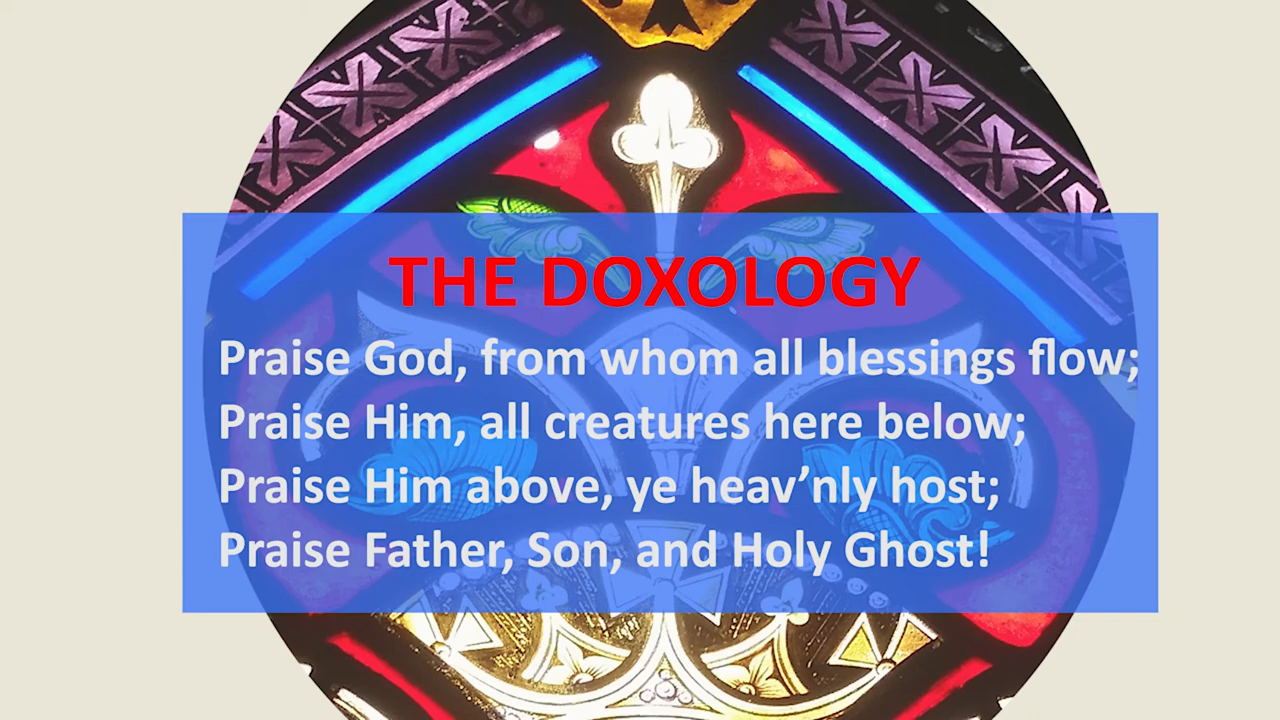 THE DOXOLOGY
Praise God, from whom all blessings flow;
Praise Him, all creatures here below;
Praise Him above, ye heav’nly host;
Praise Father, Son, and Holy Ghost!